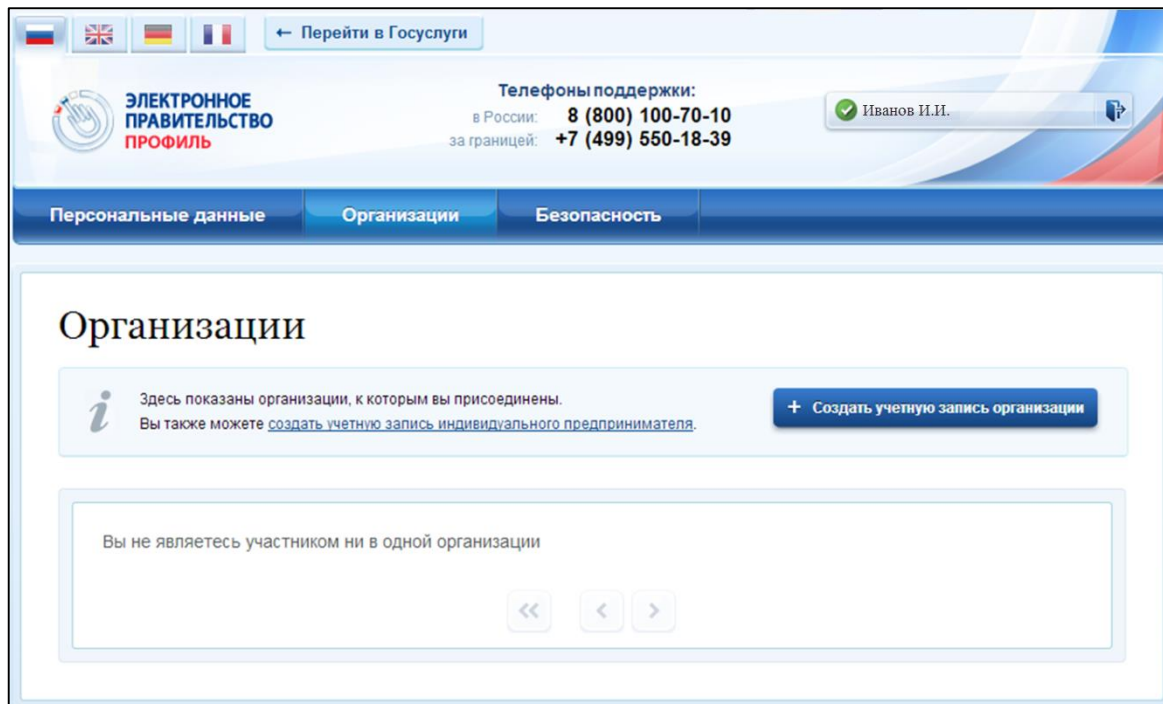 ← Перейти в Госуслуги
ЭЛЕКТРОННОЕ
ПРАВИТЕЛЬСТВО
ПРОФИЛЬ
Телефоны поддержки:
в России: 8 (800) 100-70-10
за границей: +7 (499) 550-18-39
Иванов И.И.
Персональные данные Организации Безопасность
Организации
Здесь показаны организации, к которым вы присоединены.
Вы также можете создать учетную запись индивидуального предпринимателя.
+ Создать учетную запись организации
Вы не являетесь участником ни в одной организации